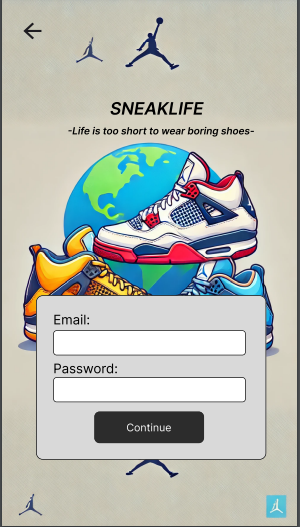 SNEAKLIFE
-Life is too short to wear boring shoes-
Email:
Password:
Continue